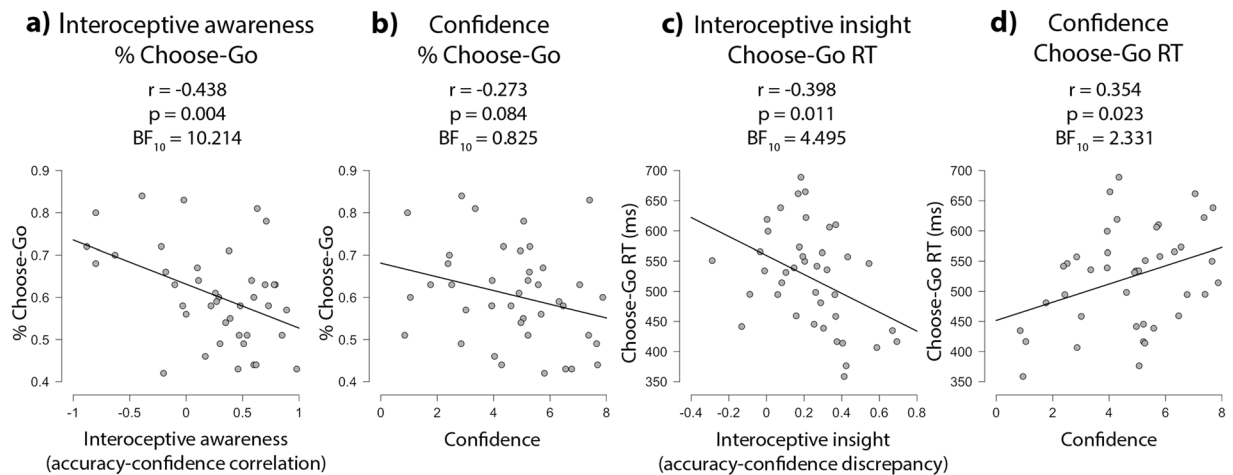 a) Interoceptive awareness
% Choose-Go
r = -0.438
p = 0.004
BF10 = 10.214
0.9
0.8
0.7
0.6
0.5
0.4
% Choose-Go
-1 -0.5 0 0.5 1
Interoceptive awareness
(accuracy-confidence correlation)
b) Confidence
% Choose-Go
r = -0.273
p = 0.084
BF10 = 0.825
0.9
0.8
0.7
0.6
0.5
0.4
% Choose-Go
0 2 4 6 8
Confidence
c) Interoceptive insight
Choose-Go RT
r = -0.398
p = 0.011
BF10 = 4.495
700
650
600
550
500
450
400
350
Choose-Go RT (ms)
-0.4 -0.2 0 0.2 0.4 0.6 0.8
Interoceptive insight
(accuracy-confidence discrepancy)
d) Confidence
Choose-Go RT
r = 0.354
p = 0.023
BF10 = 2.331
700
650
600
550
500
450
400
350
Choose-Go RT (ms)
0 2 4 6 8
Confidence